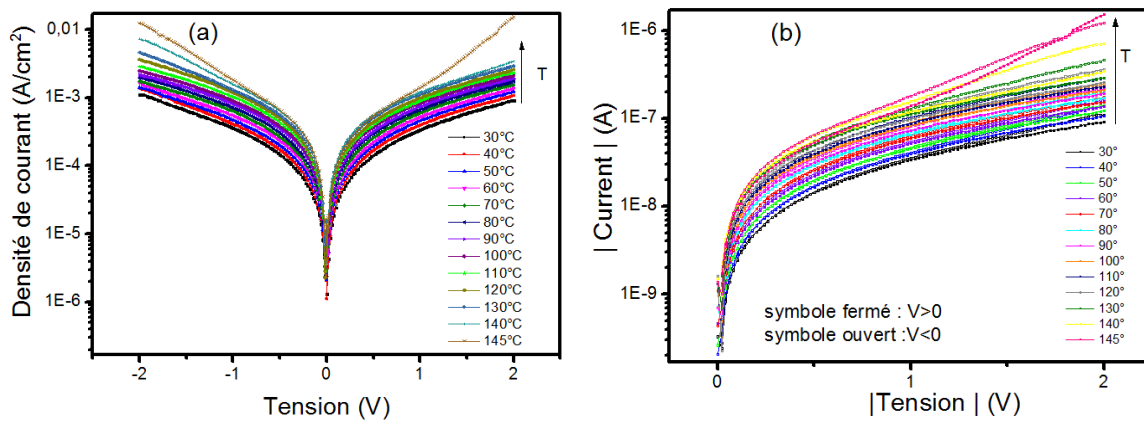 (a)
Densité de courant (A/cm²)
0,01
1E-3
1E-4
1E-5
1E-6
-2 -1 0 1 2
Tension (V)
T
30°C
40°C
50°C
60°C
70°C
80°C
90°C
100°C
110°C
120°C
130°C
140°C
145°C
(b)
| Current | (A)
1E-6
1E-7
1E-8
1E-9
0 1 2
|Tension | (V)
T
30°
40°
50°
60°
70°
80°
90°
100°
110°
120°
130°
140°
145°
symbole fermé : V>0
symbole ouvert :V<0